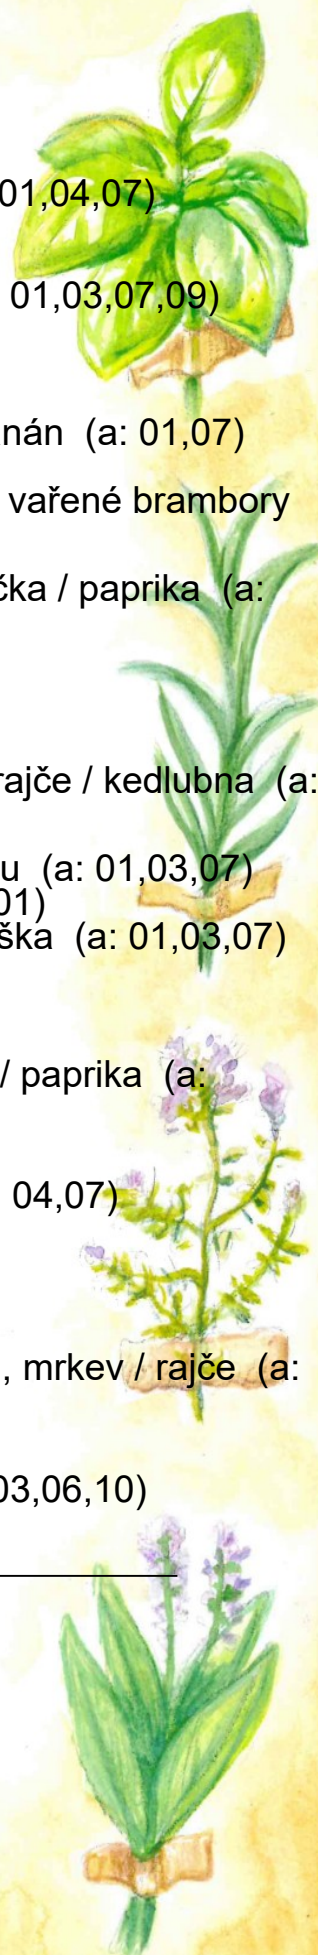 01,04,07)
01,03,07,09)
nán (a: 01,07)
vařené brambory
čka / paprika (a:
rajče / kedlubna (a:
u (a: 01,03,07)
01)
ška (a: 01,03,07)
/ paprika (a:
04,07)
, mrkev / rajče (a:
03,06,10)